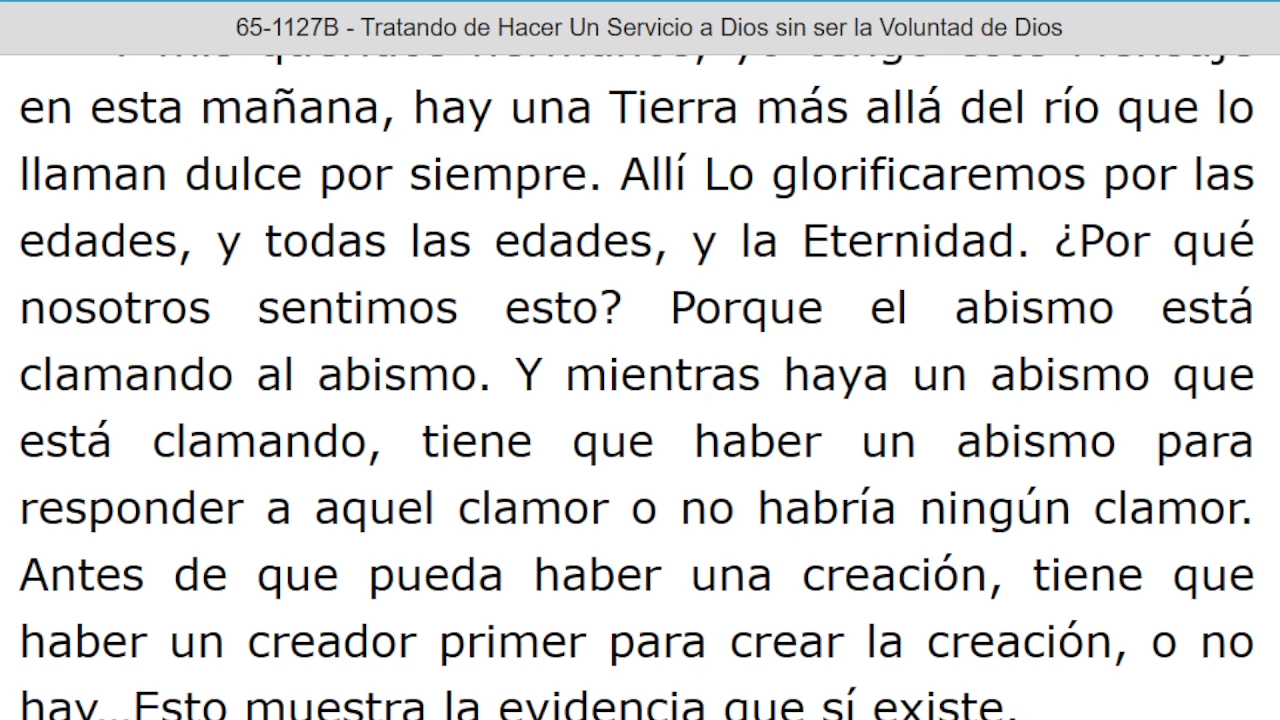 65-1127B - Tratando de Hacer Un Servicio a Dios sin ser la Voluntad de Dios
en esta mañana, hay una Tierra más allá del río que lo
llaman dulce por siempre. Allí Lo glorificaremos por las
edades, y todas las edades, y la Eternidad. ¿Por qué
nosotros sentimos esto? Porque el abismo está
clamando al abismo. Y mientras haya un abismo que
está clamando, tiene que haber un abismo para
responder a aquel clamor o no habría ningún clamor.
Antes de que pueda haber una creación, tiene que
haber un creador primer para crear la creación, o no
hay...Esto muestra la evidencia que sí existe.